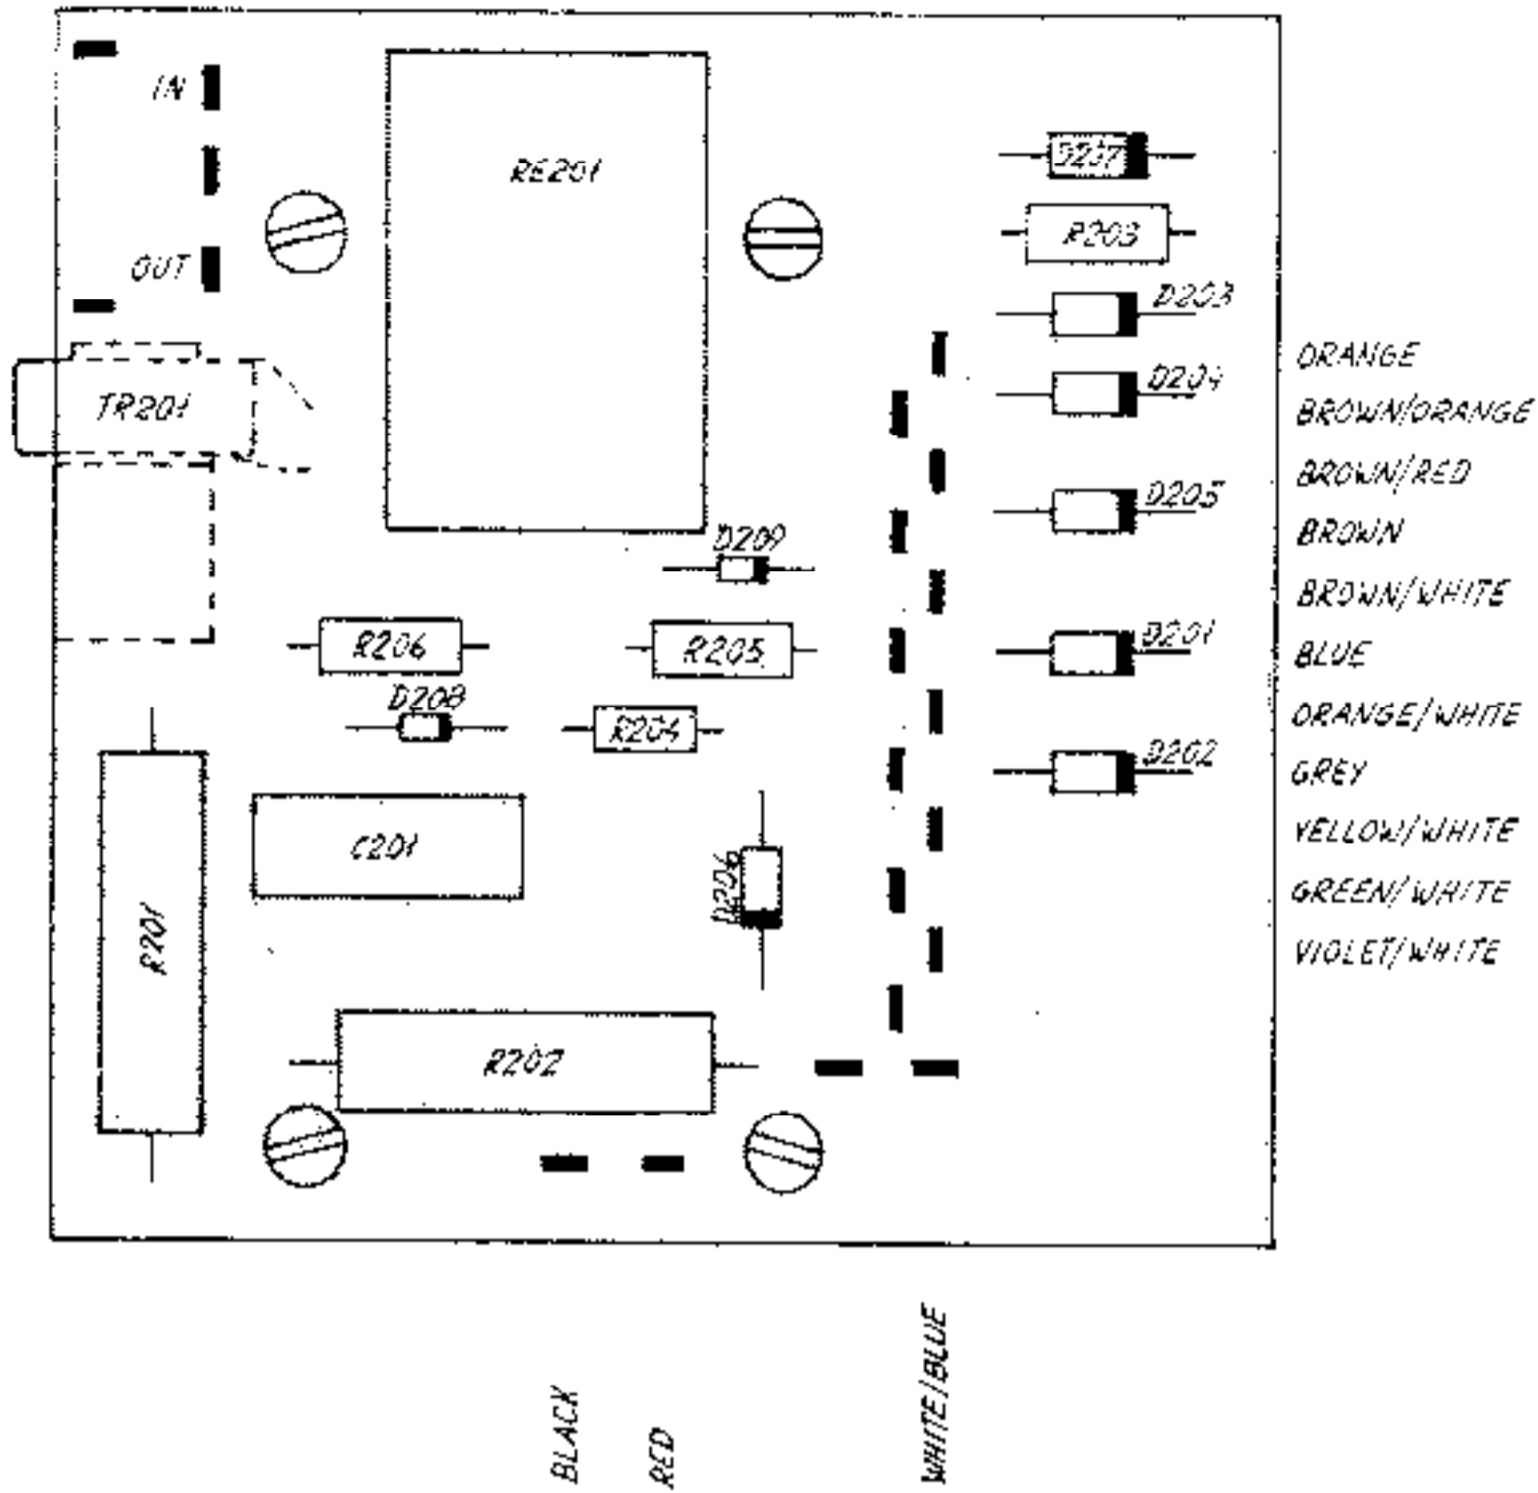 IN
RE201
D207
R203
OUT
D203
ORANGE
D204
TR201
BROWN/ORANGE
BROWN/RED
D205
BROWN
D209
BROWN/WHITE
R206
R205
D201
BLUE
D208
R204
ORANGE/WHITE
D202
GREY
C201
YELLOW/WHITE
D206
GREEN/WHITE
R201
VIOLET/WHITE
R202
BLACK
RED
WHITE/BLUE